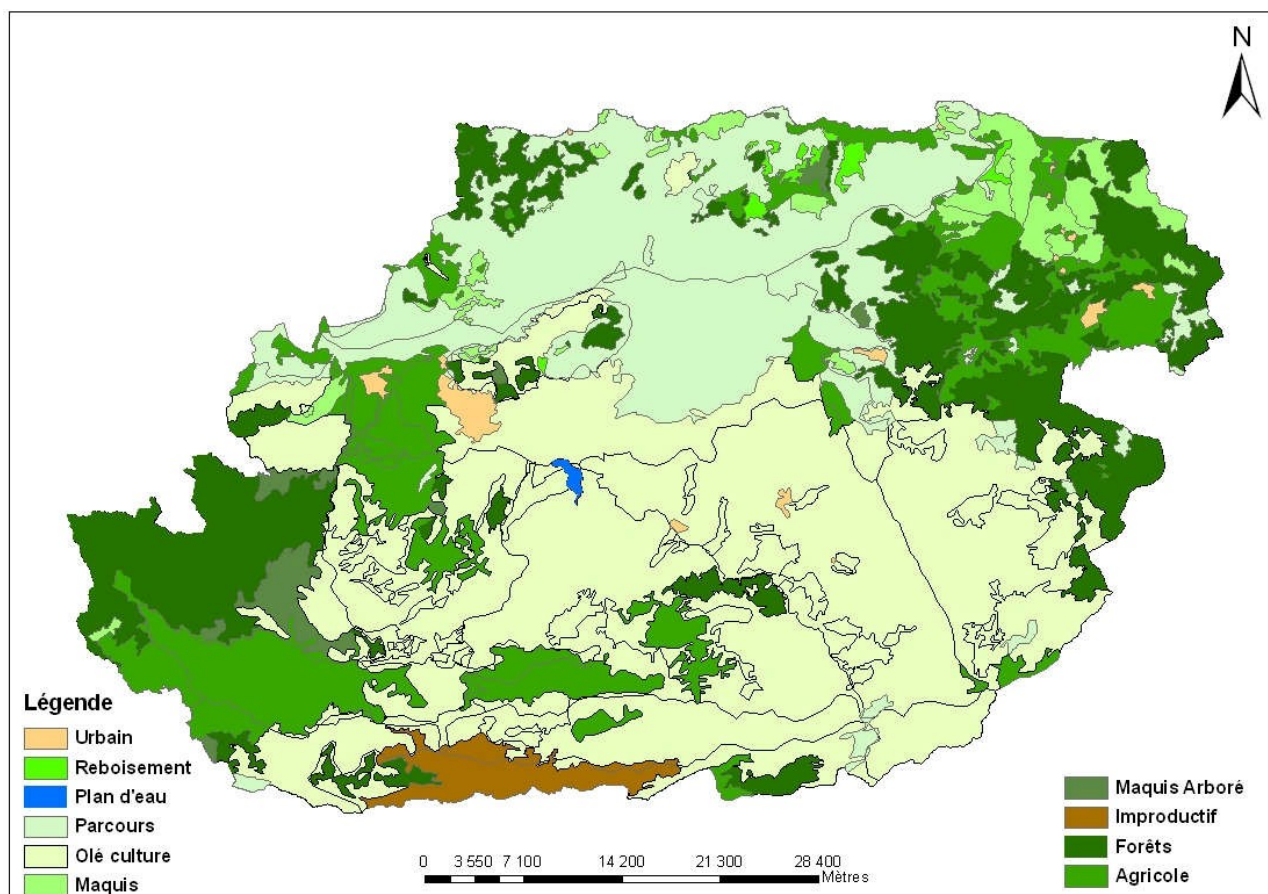 N
Légende
Urbain
Reboisement
Plan d'eau
Parcours
Olé culture
Maquis
0 3 550 7 100 14 200 21 300 28 400
Mètres
Maquis Arboré
Improductif
Forêts
Agricole